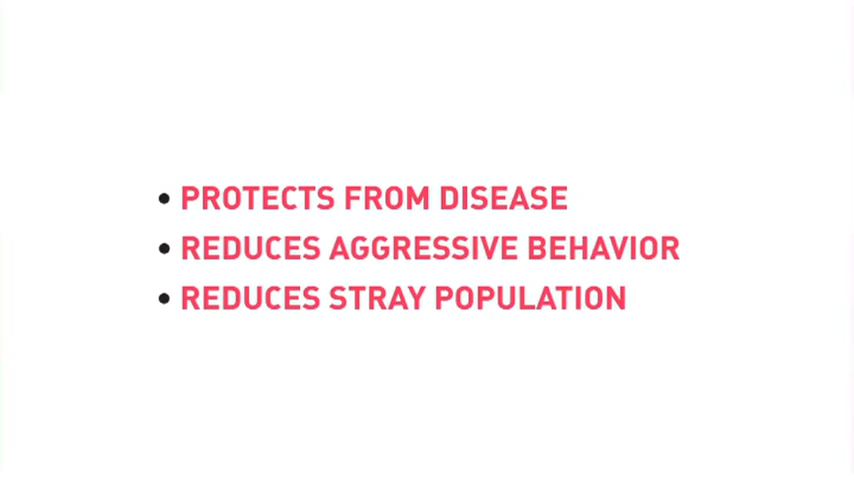 • PROTECTS FROM DISEASE
• REDUCES AGGRESSIVE BEHAVIOR
• REDUCES STRAY POPULATION